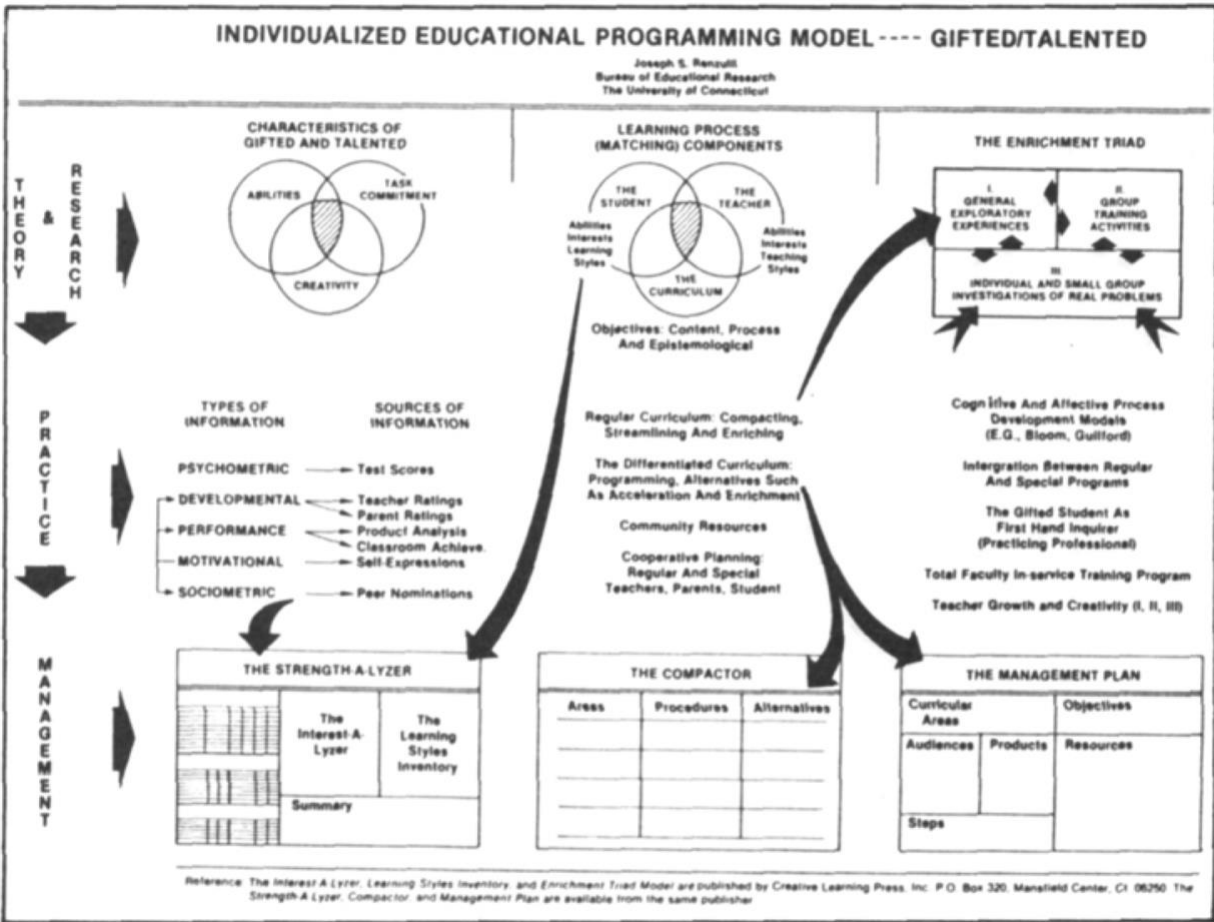 INDIVIDUALIZED EDUCATIONAL PROGRAMMING MODEL ---- GIFTED/TALENTED
Joseph S. Renzulli
Bureau of Educational Research
The University of Connecticut
THEORY
&
RESEARCH
CHARACTERISTICS OF
GIFTED AND TALENTED
ABILITIES
TASK
COMMITMENT
CREATIVITY
LEARNING PROCESS
(MATCHING) COMPONENTS
THE
STUDENT
THE
TEACHER
Abilities
Interests
Learning
Styles
Abilities
Interests
Teaching
Styles
THE
CURRICULUM
Objectives: Content, Process
And Epistemological
THE ENRICHMENT TRIAD
I.
GENERAL
EXPLORATORY
EXPERIENCES
II.
GROUP
TRAINING
ACTIVITIES
III.
INDIVIDUAL AND SMALL GROUP
INVESTIGATIONS OF REAL PROBLEMS
PRACTICE
TYPES OF
INFORMATION
SOURCES OF
INFORMATION
PSYCHOMETRIC
Test Scores
DEVELOPMENTAL
Teacher Ratings
Parent Ratings
PERFORMANCE
Product Analysis
Classroom Achieve.
MOTIVATIONAL
Self-Expressions
SOCIOMETRIC
Peer Nominations
Regular Curriculum: Compacting,
Streamlining And Enriching
The Differentiated Curriculum:
Programming, Alternatives Such
As Acceleration And Enrichment
Community Resources
Cooperative Planning:
Regular And Special
Teachers, Parents, Student
Cognitive And Affective Process
Development Models
(E.G., Bloom, Guilford)
Intergration Between Regular
And Special Programs
The Gifted Student As
First Hand Inquirer
(Practicing Professional)
Total Faculty In-service Training Program
Teacher Growth and Creativity (I, II, III)
MANAGEMENT
THE STRENGTH-A-LYZER
The
Interest-A-
Lyzer
The
Learning
Styles
Inventory
Summary
THE COMPACTOR
Areas
Procedures
Alternatives
THE MANAGEMENT PLAN
Curricular
Areas
Objectives
Audiences
Products
Resources
Steps
Reference: The Interest-A-Lyzer, Learning Styles Inventory, and Enrichment Triad Model are published by Creative Learning Press, Inc. P.O. Box 320, Mansfield Center, Ct. 06250 The
Strength-A-Lyzer, Compactor, and Management Plan are available from the same publisher